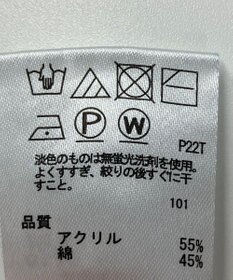 P
W
P22T
淡色のものは無蛍光洗剤を使用。
よくすすぎ、絞りの後すぐに干
すこと。
101
品質
アクリル 55%
綿 45%